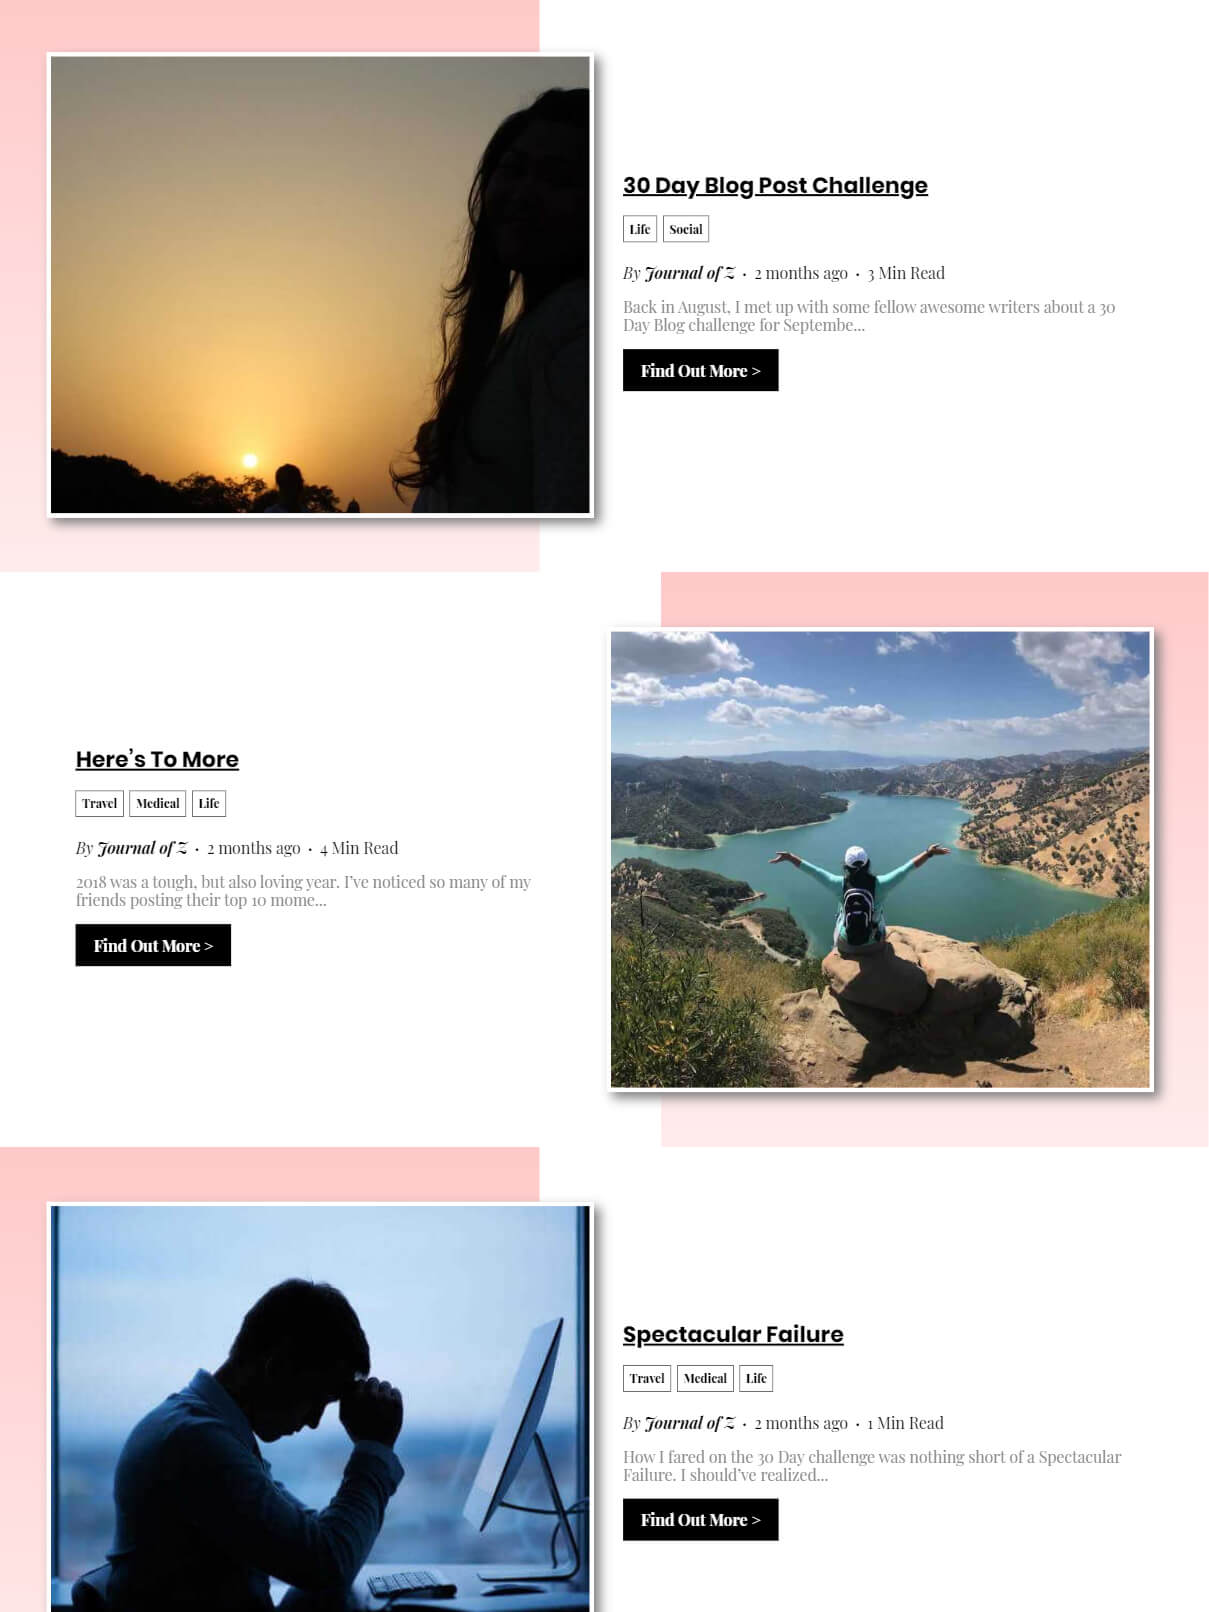 30 Day Blog Post Challenge
Life Social
By Journal of Z · 2 months ago · 3 Min Read
Back in August, I met up with some fellow awesome writers about a 30
Day Blog challenge for Septembe...
Find Out More >
Here's To More
Travel Medical Life
By Journal of Z · 2 months ago · 4 Min Read
2018 was a tough, but also loving year. I've noticed so many of my
friends posting their top 10 mome...
Find Out More >
Spectacular Failure
Travel Medical Life
By Journal of Z · 2 months ago · 1 Min Read
How I fared on the 30 Day challenge was nothing short of a Spectacular
Failure. I should've realized...
Find Out More >